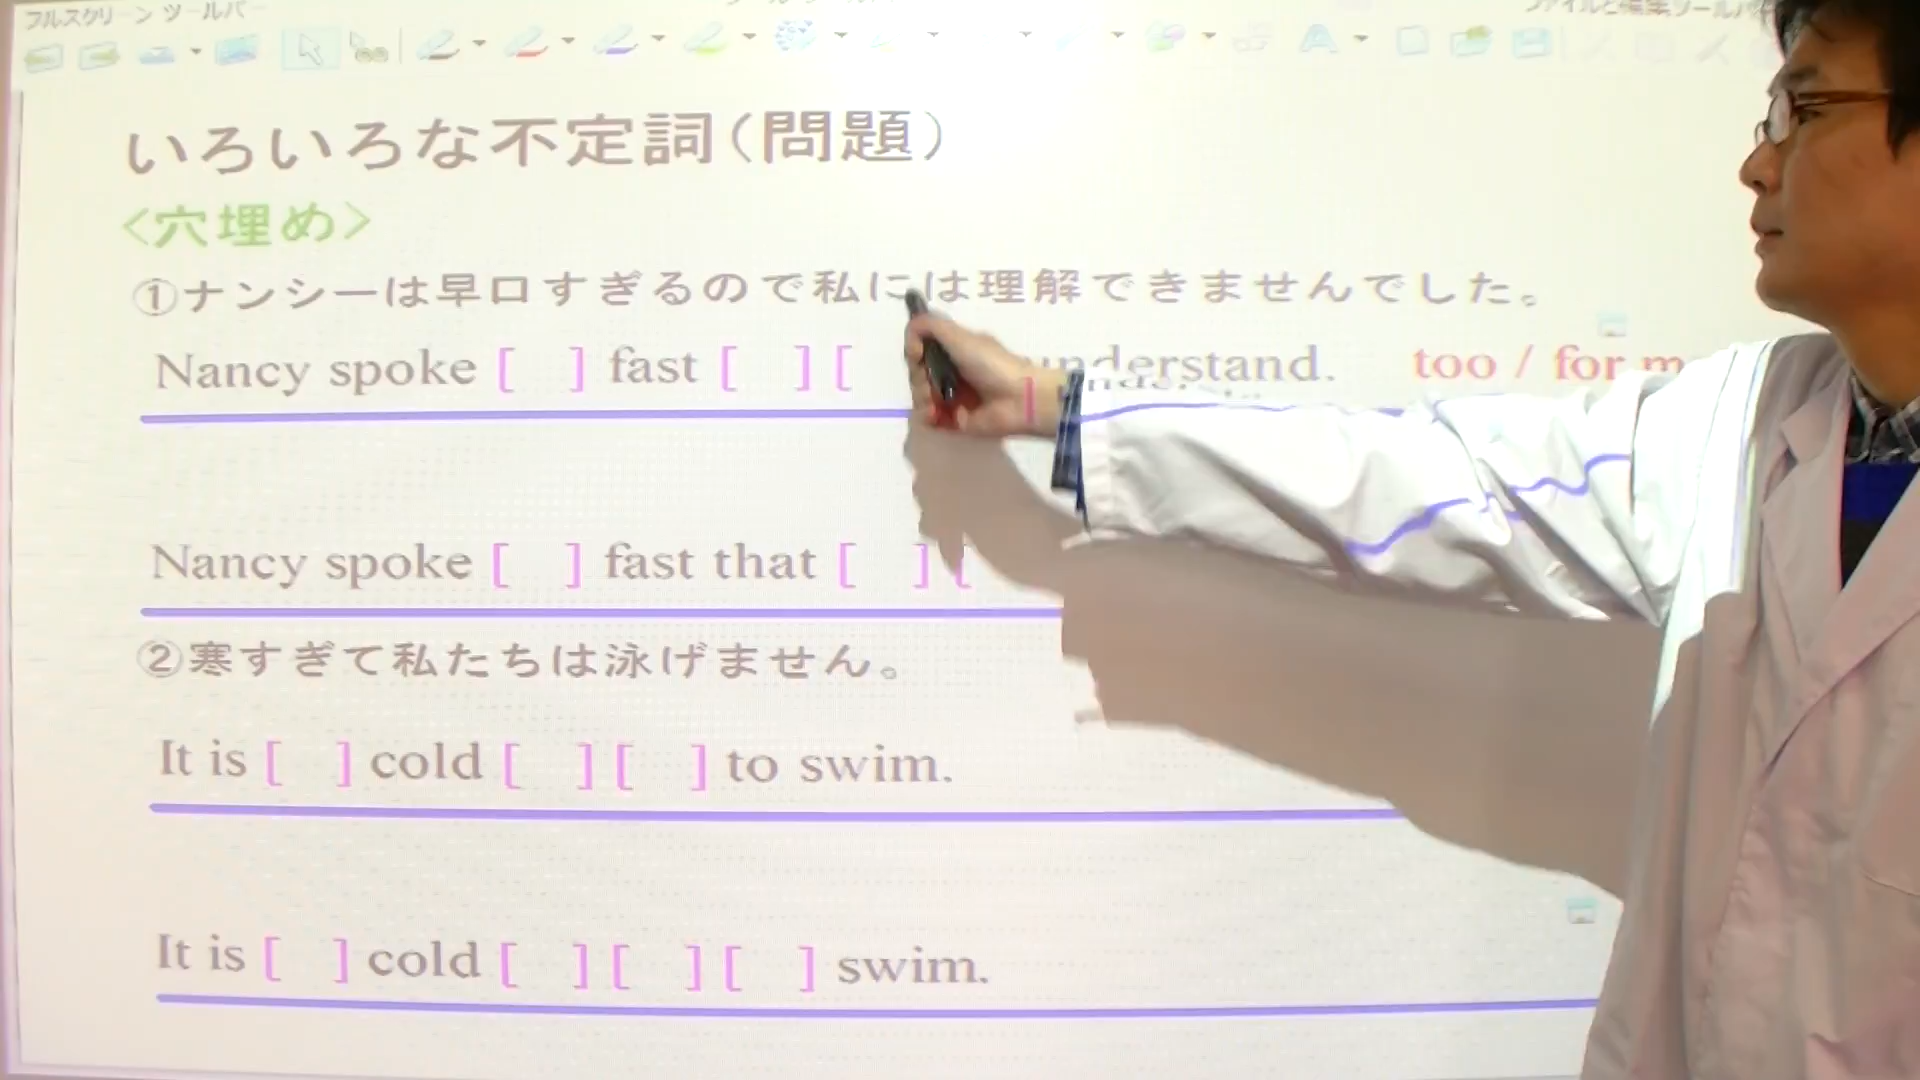 フルスクリーン ツールバー
いろいろな不定詞(問題)
<穴埋め>
①ナンシーは早口すぎるので私には理解できませんでした。
Nancy spoke [ ] fast [ ] [ understand. too / for m
Nancy spoke [ ] fast that [ ] [
②寒すぎて私たちは泳げません。
It is [ ] cold [ ] [ ] to swim.
It is [ ] cold [ ] [ ] [ ] swim.